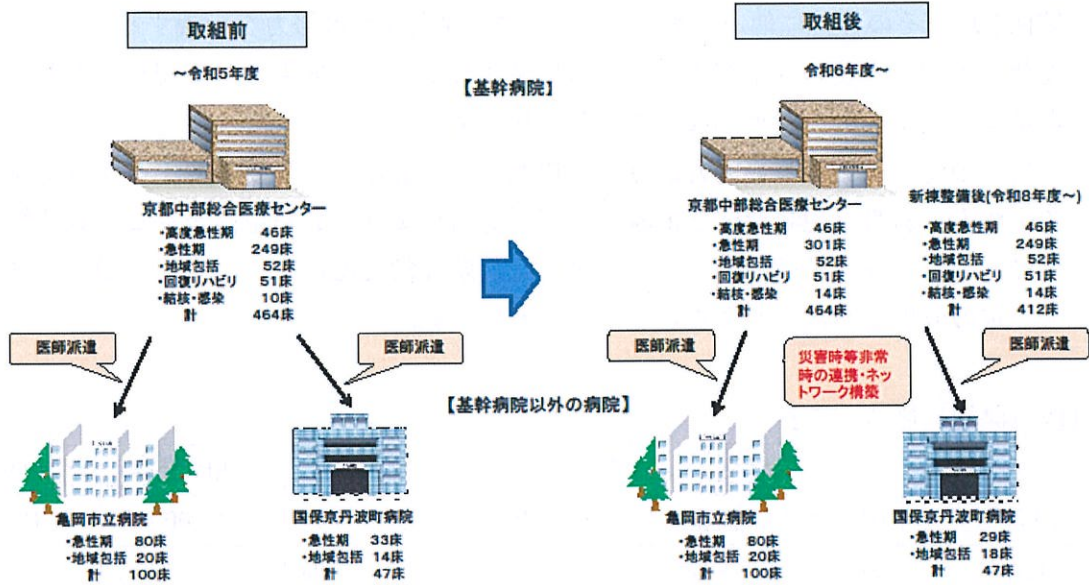 取組前
～令和5年度
【基幹病院】
京都中部総合医療センター
・高度急性期 46床
・急性期 249床
・地域包括 52床
・回復リハビリ 51床
・結核・感染 10床
計 464床
医師派遣
医師派遣
【基幹病院以外の病院】
亀岡市立病院
・急性期 80床
・地域包括 20床
計 100床
国保京丹波町病院
・急性期 33床
・地域包括 14床
計 47床
取組後
令和6年度～
京都中部総合医療センター
・高度急性期 46床
・急性期 301床
・地域包括 52床
・回復リハビリ 51床
・結核・感染 14床
計 464床
新棟整備後(令和8年度～)
・高度急性期 46床
・急性期 249床
・地域包括 52床
・回復リハビリ 51床
・結核・感染 14床
計 412床
医師派遣
災害時等非常
時の連携・ネッ
トワーク構築
医師派遣
亀岡市立病院
・急性期 80床
・地域包括 20床
計 100床
国保京丹波町病院
・急性期 29床
・地域包括 18床
計 47床